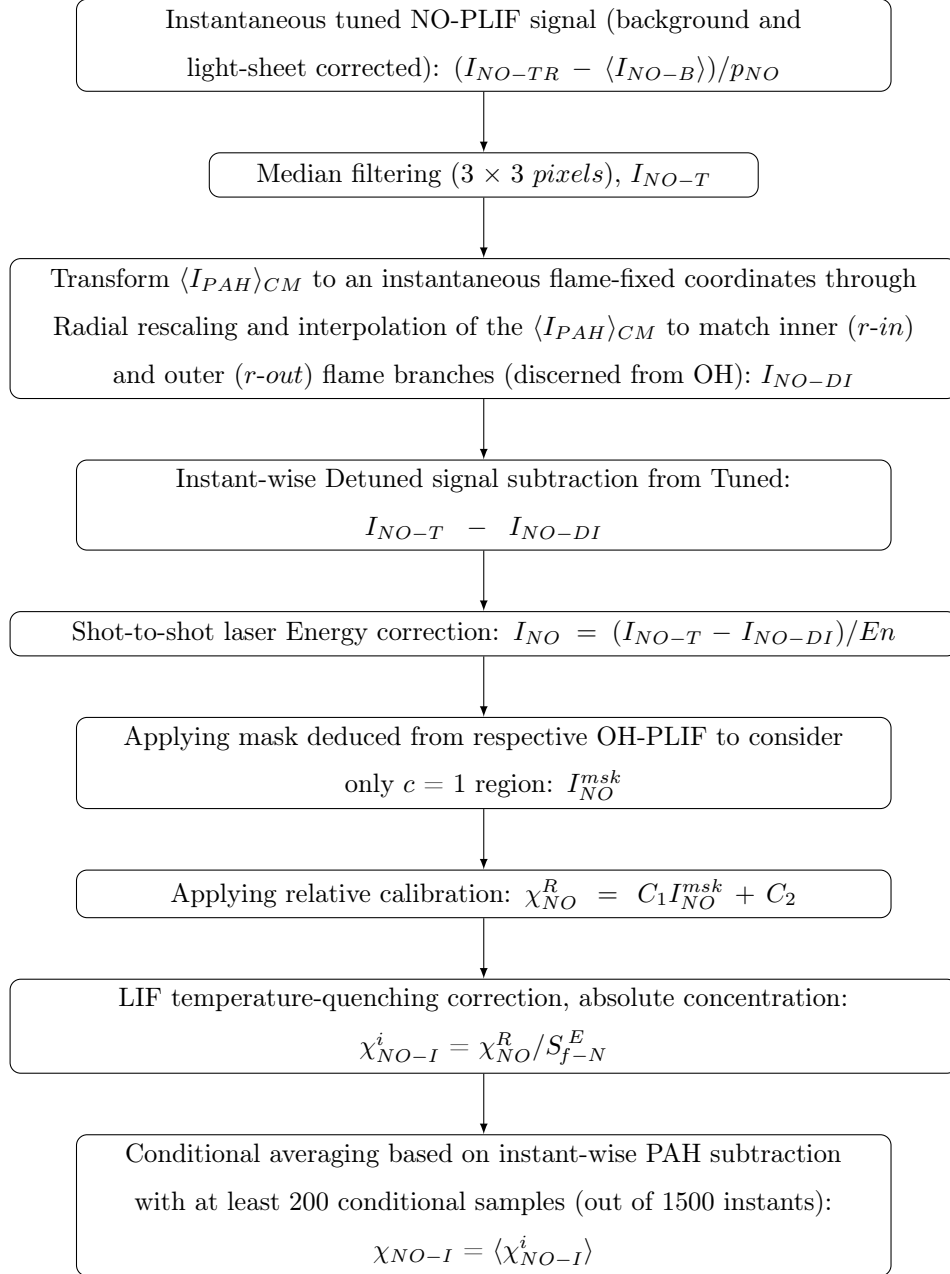 Instantaneous tuned NO-PLIF signal (background and
light-sheet corrected): (I_{NO-TR} − ⟨I_{NO-B}⟩)/p_{NO}
Median filtering (3 × 3 pixels), I_{NO-T}
Transform ⟨I_{PAH}⟩_{CM} to an instantaneous flame-fixed coordinates through
Radial rescaling and interpolation of the ⟨I_{PAH}⟩_{CM} to match inner (r-in)
and outer (r-out) flame branches (discerned from OH): I_{NO-DI}
Instant-wise Detuned signal subtraction from Tuned:
I_{NO-T} − I_{NO-DI}
Shot-to-shot laser Energy correction: I_{NO} = (I_{NO-T} − I_{NO-DI})/En
Applying mask deduced from respective OH-PLIF to consider
only c = 1 region: I_{NO}^{msk}
Applying relative calibration: χ_{NO}^{R} = C_1 I_{NO}^{msk} + C_2
LIF temperature-quenching correction, absolute concentration:
χ_{NO-I}^{i} = χ_{NO}^{R}/S_{f-N}^{E}
Conditional averaging based on instant-wise PAH subtraction
with at least 200 conditional samples (out of 1500 instants):
χ_{NO-I} = ⟨χ_{NO-I}^{i}⟩